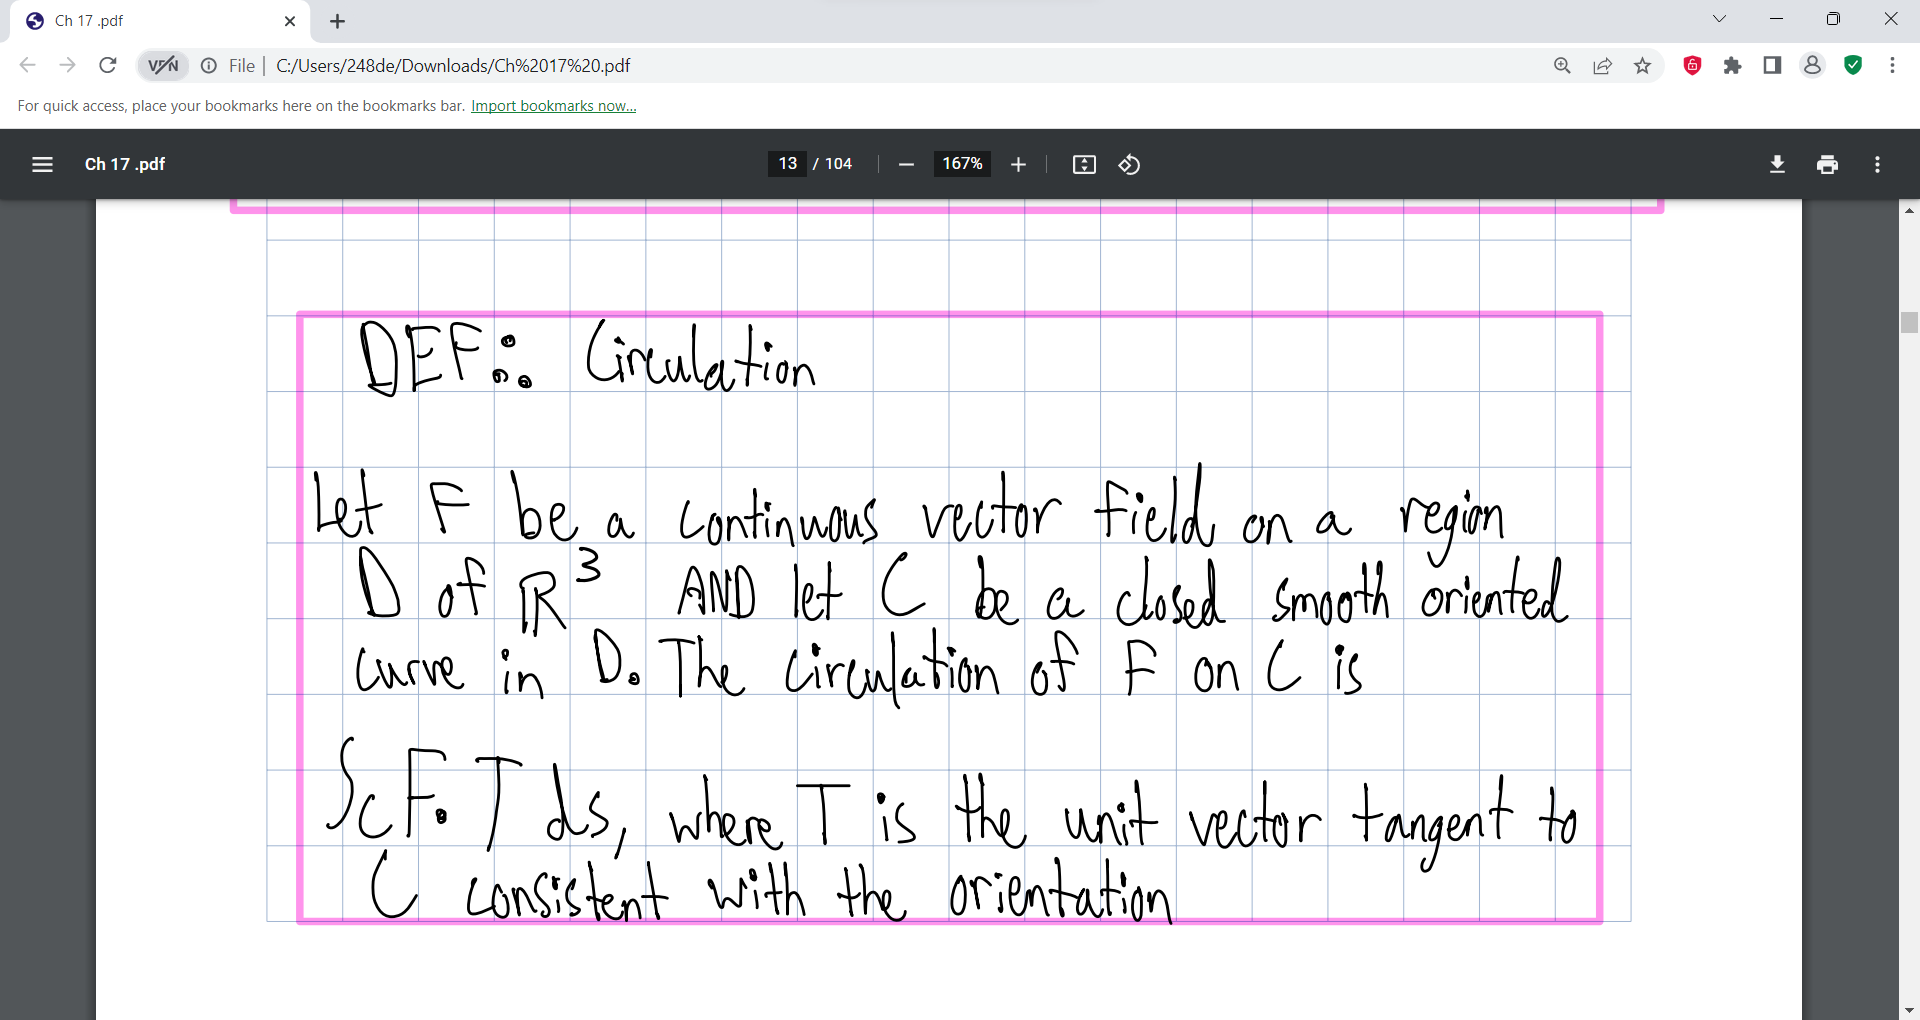 Ch 17 .pdf
VPN File C:/Users/248de/Downloads/Ch%2017%20.pdf
For quick access, place your bookmarks here on the bookmarks bar. Import bookmarks now...
Ch 17 .pdf 13 / 104 167%
DEF:. Circulation
Let F be a continuous vector field on a region
D of ℝ³ AND let C be a closed smooth oriented
curve in D. The circulation of F on C is
∫c F·T ds, where T is the unit vector tangent to
C consistent with the orientation